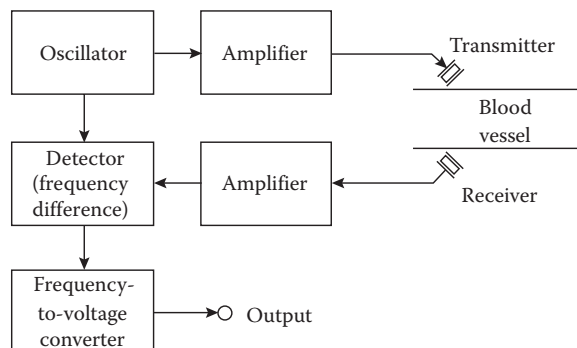 Oscillator
Amplifier
Transmitter
Blood
vessel
Detector
(frequency
difference)
Amplifier
Receiver
Frequency-
to-voltage
converter
Output